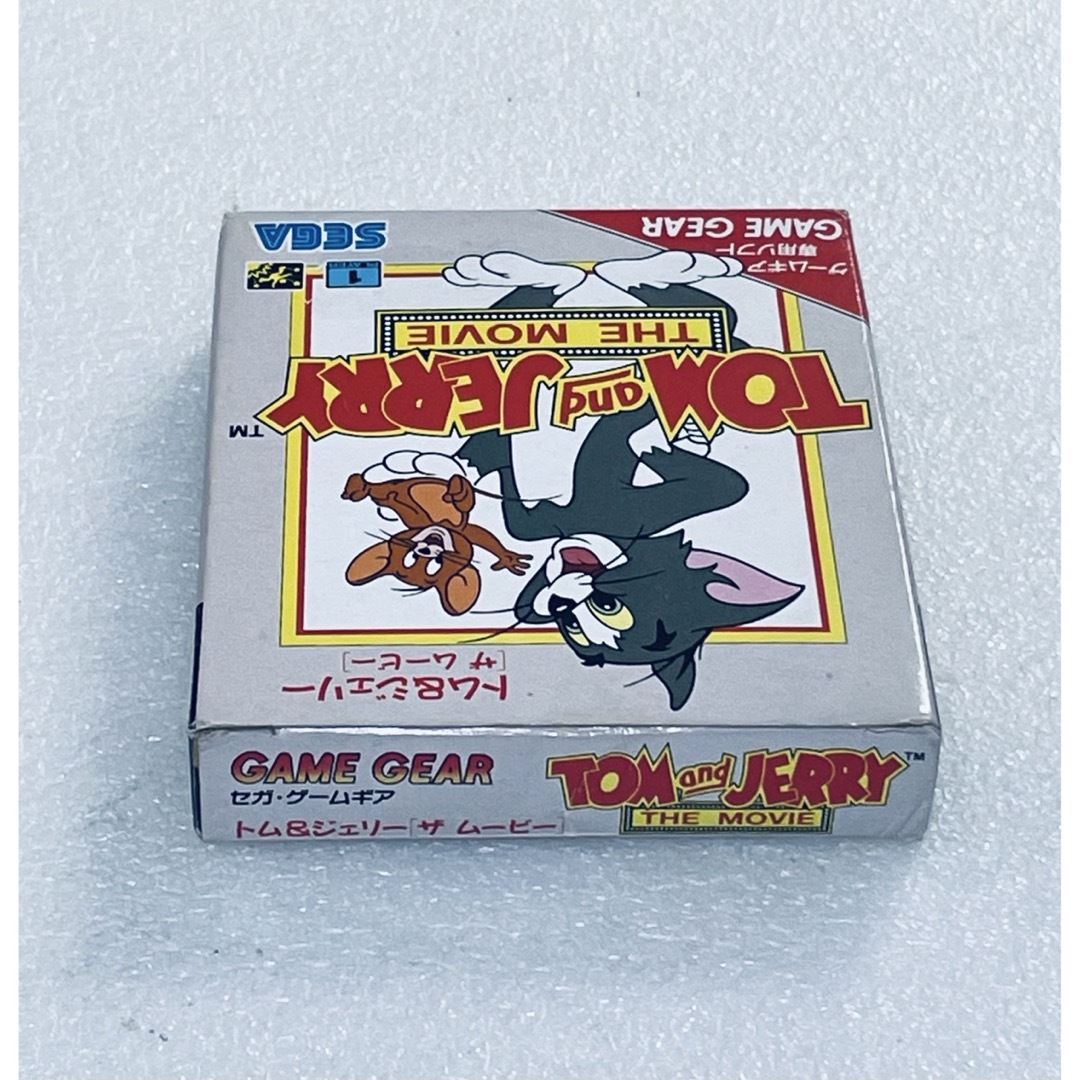 GAME GEAR
ゲームギア
専用ソフト
SEGA
1
PLAYER
TOM and JERRY™
THE MOVIE
トム&ジェリー
[ザ ムービー]
GAME GEAR
セガ・ゲームギア
トム&ジェリー[ザ ムービー]
TOM and JERRY™
THE MOVIE